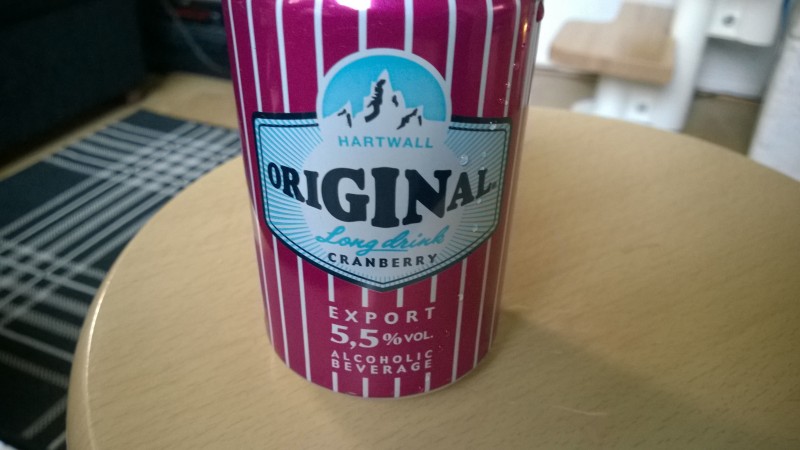 HARTWALL
ORIGINAL
Long drink
CRANBERRY
EXPORT
5,5% VOL.
ALCOHOLIC
BEVERAGE